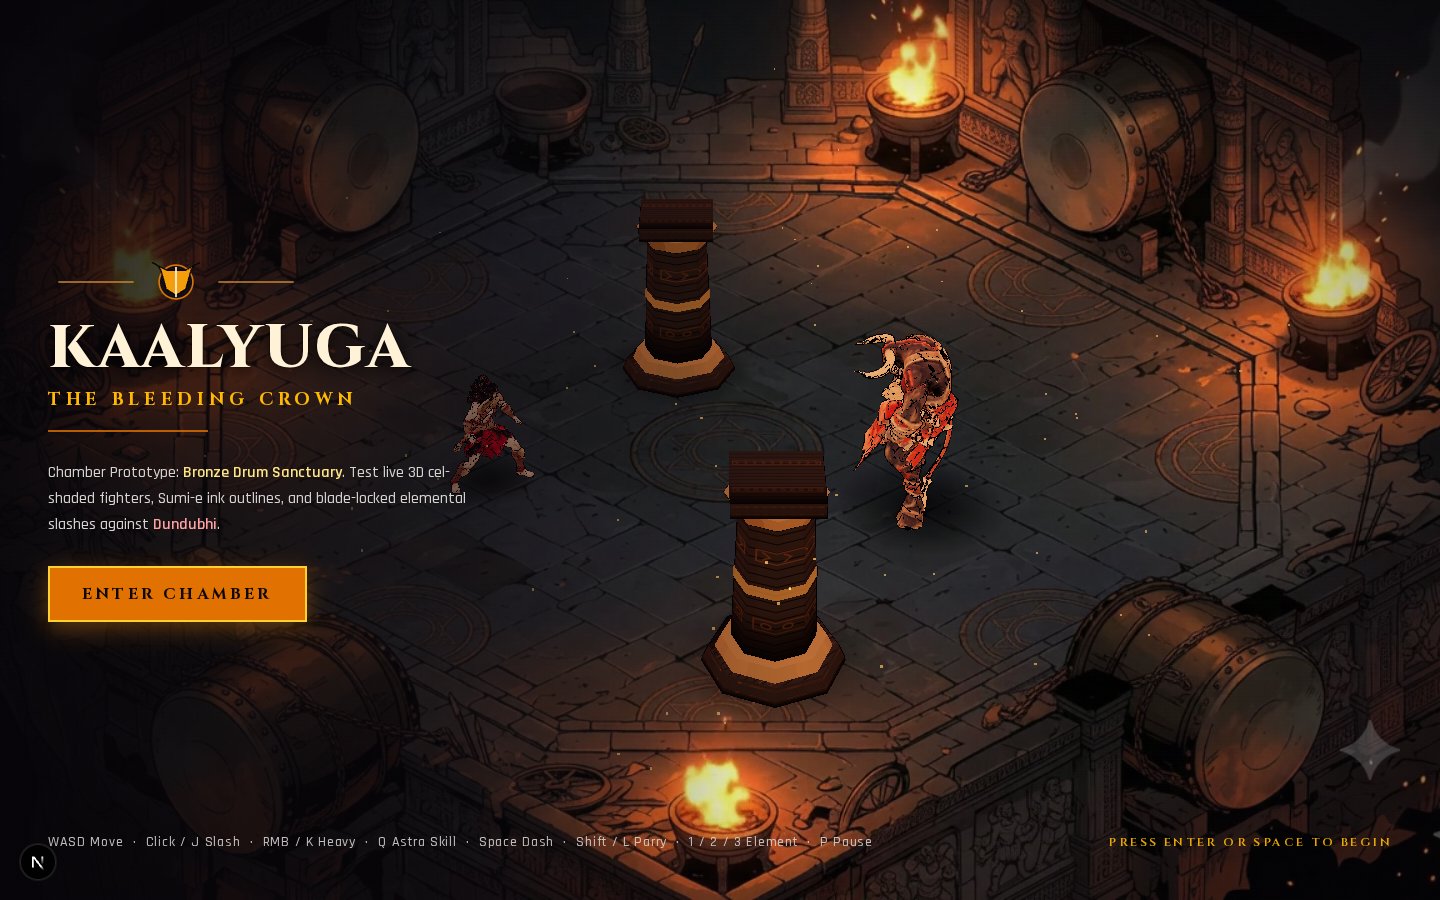 KAALYUGA
THE BLEEDING CROWN
Chamber Prototype: Bronze Drum Sanctuary. Test live 3D cel-
shaded fighters, Sumi-e ink outlines, and blade-locked elemental
slashes against Dundubhi.
ENTER CHAMBER
WASD Move · Click / J Slash · RMB / K Heavy · Q Astra Skill · Space Dash · Shift / L Parry · 1 / 2 / 3 Element · P Pause
PRESS ENTER OR SPACE TO BEGIN
N